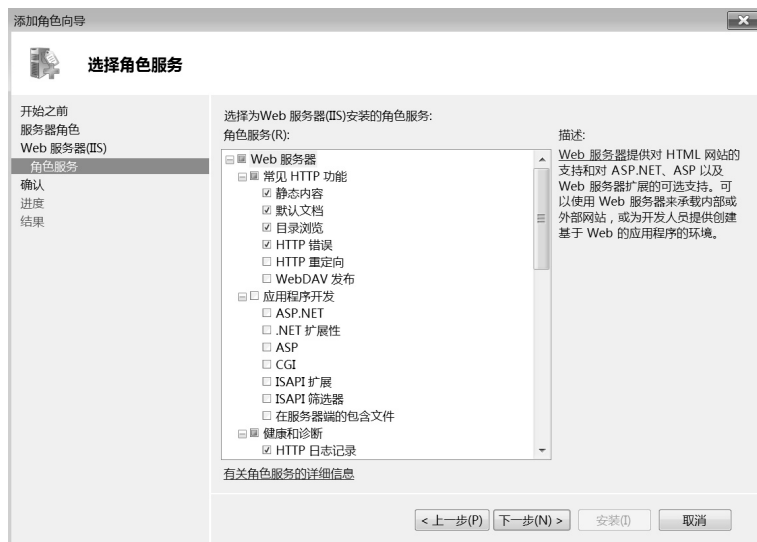 添加角色向导
选择角色服务
开始之前
服务器角色
Web 服务器(IIS)
角色服务
确认
进度
结果
选择为Web 服务器(IIS)安装的角色服务:
角色服务(R):
Web 服务器
常见 HTTP 功能
静态内容
默认文档
目录浏览
HTTP 错误
HTTP 重定向
WebDAV 发布
应用程序开发
ASP.NET
.NET 扩展性
ASP
CGI
ISAPI 扩展
ISAPI 筛选器
在服务器端的包含文件
健康和诊断
HTTP 日志记录
描述:
Web 服务器提供对 HTML 网站的
支持和对 ASP.NET、ASP 以及
Web 服务器扩展的可选支持。可
以使用 Web 服务器来承载内部或
外部网站，或为开发人员提供创建
基于 Web 的应用程序的环境。
有关角色服务的详细信息
< 上一步(P)
下一步(N) >
安装(I)
取消